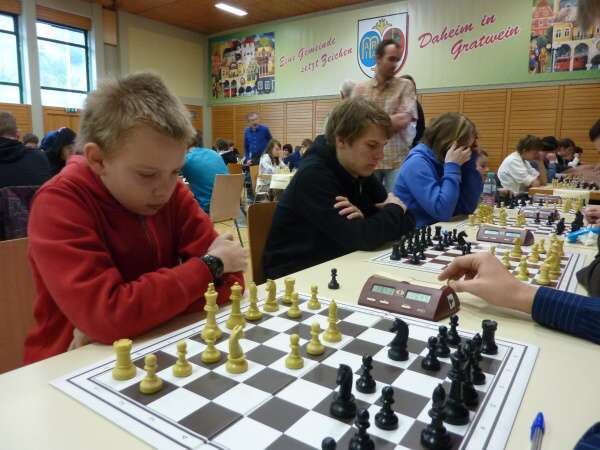 Eine Gemeinde
setzt Zeichen
Daheim in
Gratwein